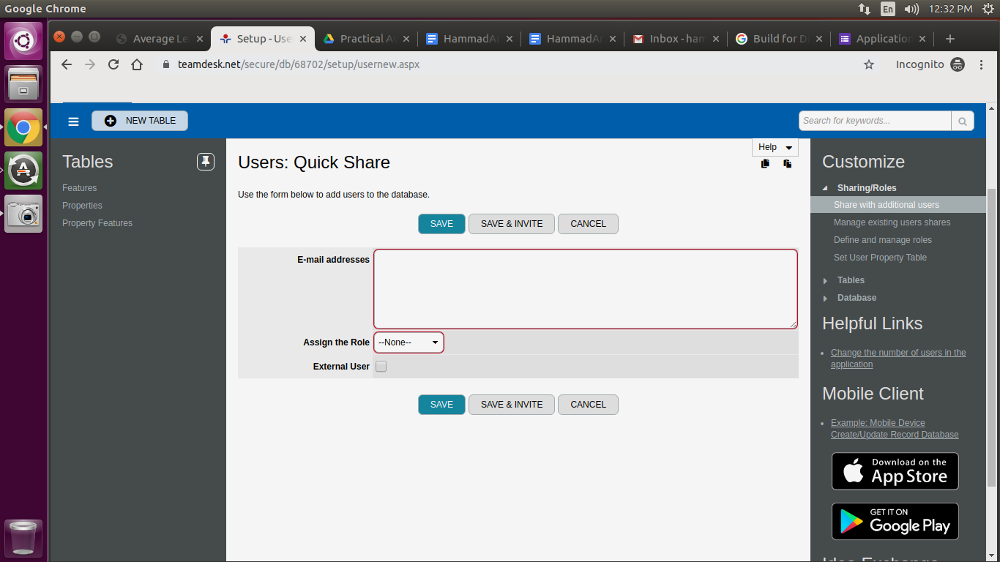 Google Chrome
En
12:32 PM
Average Le
Setup - Use
Practical A
HammadAr
HammadAr
Inbox - han
Build for D
Application
teamdesk.net/secure/db/68702/setup/usernew.aspx
Incognito
NEW TABLE
Search for keywords...
Tables
Features
Properties
Property Features
Users: Quick Share
Help
Use the form below to add users to the database.
SAVE
SAVE & INVITE
CANCEL
E-mail addresses
Assign the Role
--None--
External User
SAVE
SAVE & INVITE
CANCEL
Customize
Sharing/Roles
Share with additional users
Manage existing users shares
Define and manage roles
Set User Property Table
Tables
Database
Helpful Links
Change the number of users in the
application
Mobile Client
Example: Mobile Device
Create/Update Record Database
Download on the
App Store
GET IT ON
Google Play
Idea Exchange